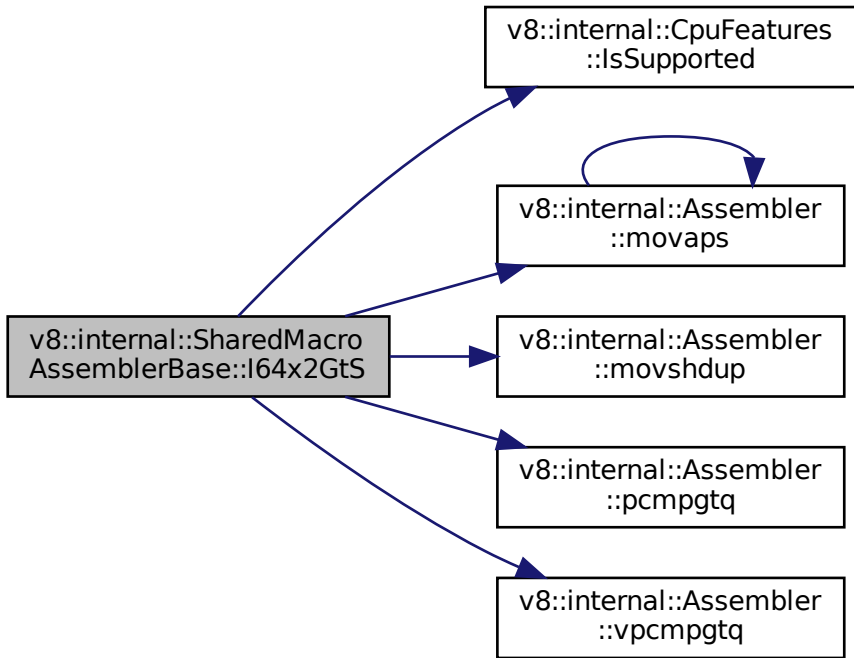 v8::internal::CpuFeatures
::IsSupported
v8::internal::Assembler
::movaps
v8::internal::SharedMacro
AssemblerBase::I64x2GtS
v8::internal::Assembler
::movshdup
v8::internal::Assembler
::pcmpgtq
v8::internal::Assembler
::vpcmpgtq